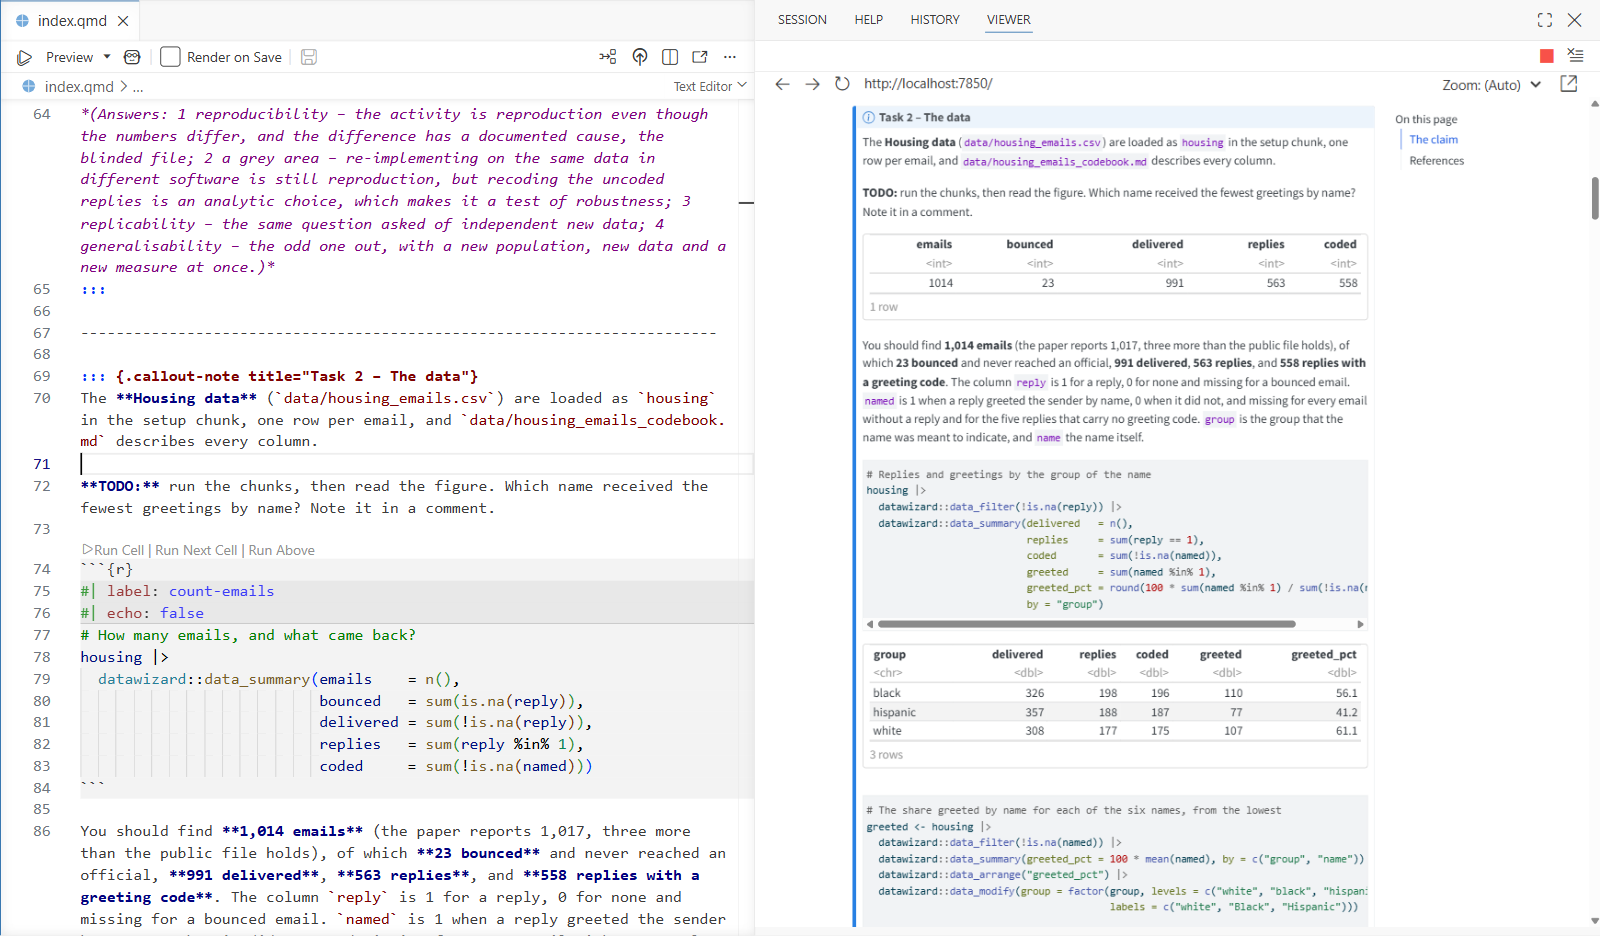 index.qmd
Preview
Render on Save
index.qmd > ...
Text Editor
64 *(Answers: 1 reproducibility – the activity is reproduction even though
the numbers differ, and the difference has a documented cause, the
blinded file; 2 a grey area – re-implementing on the same data in
different software is still reproduction, but recoding the uncoded
replies is an analytic choice, which makes it a test of robustness; 3
replicability – the same question asked of independent new data; 4
generalisability – the odd one out, with a new population, new data and a
new measure at once.)*
65 :::
66
67 ------------------------------------------------------------------------
68
69 ::: {.callout-note title="Task 2 – The data"}
70 The **Housing data** (`data/housing_emails.csv`) are loaded as `housing`
in the setup chunk, one row per email, and `data/housing_emails_codebook.
md` describes every column.
71
72 **TODO:** run the chunks, then read the figure. Which name received the
fewest greetings by name? Note it in a comment.
73
Run Cell | Run Next Cell | Run Above
74 ```{r}
75 #| label: count-emails
76 #| echo: false
77 # How many emails, and what came back?
78 housing |>
79 datawizard::data_summary(emails = n(),
80 bounced = sum(is.na(reply)),
81 delivered = sum(!is.na(reply)),
82 replies = sum(reply %in% 1),
83 coded = sum(!is.na(named)))
84 ```
85
86 You should find **1,014 emails** (the paper reports 1,017, three more
than the public file holds), of which **23 bounced** and never reached an
official, **991 delivered**, **563 replies**, and **558 replies with a
greeting code**. The column `reply` is 1 for a reply, 0 for none and
missing for a bounced email. `named` is 1 when a reply greeted the sender
SESSION HELP HISTORY VIEWER
http://localhost:7850/
Zoom: (Auto)
Task 2 – The data
The Housing data (data/housing_emails.csv) are loaded as housing in the setup chunk, one
row per email, and data/housing_emails_codebook.md describes every column.
TODO: run the chunks, then read the figure. Which name received the fewest greetings by name?
Note it in a comment.
emails bounced delivered replies coded
<int> <int> <int> <int> <int>
1014 23 991 563 558
1 row
You should find 1,014 emails (the paper reports 1,017, three more than the public file holds), of
which 23 bounced and never reached an official, 991 delivered, 563 replies, and 558 replies with
a greeting code. The column reply is 1 for a reply, 0 for none and missing for a bounced email.
named is 1 when a reply greeted the sender by name, 0 when it did not, and missing for every email
without a reply and for the five replies that carry no greeting code. group is the group that the
name was meant to indicate, and name the name itself.
# Replies and greetings by the group of the name
housing |>
datawizard::data_filter(!is.na(reply)) |>
datawizard::data_summary(delivered = n(),
replies = sum(reply == 1),
coded = sum(!is.na(named)),
greeted = sum(named %in% 1),
greeted_pct = round(100 * sum(named %in% 1) / sum(!is.na(r
by = "group")
group delivered replies coded greeted greeted_pct
<chr> <dbl> <dbl> <dbl> <dbl> <dbl>
black 326 198 196 110 56.1
hispanic 357 188 187 77 41.2
white 308 177 175 107 61.1
3 rows
# The share greeted by name for each of the six names, from the lowest
greeted <- housing |>
datawizard::data_filter(!is.na(named)) |>
datawizard::data_summary(greeted_pct = 100 * mean(named), by = c("group", "name"))
datawizard::data_arrange("greeted_pct") |>
datawizard::data_modify(group = factor(group, levels = c("white", "black", "hispani
labels = c("white", "Black", "Hispanic")))
On this page
The claim
References